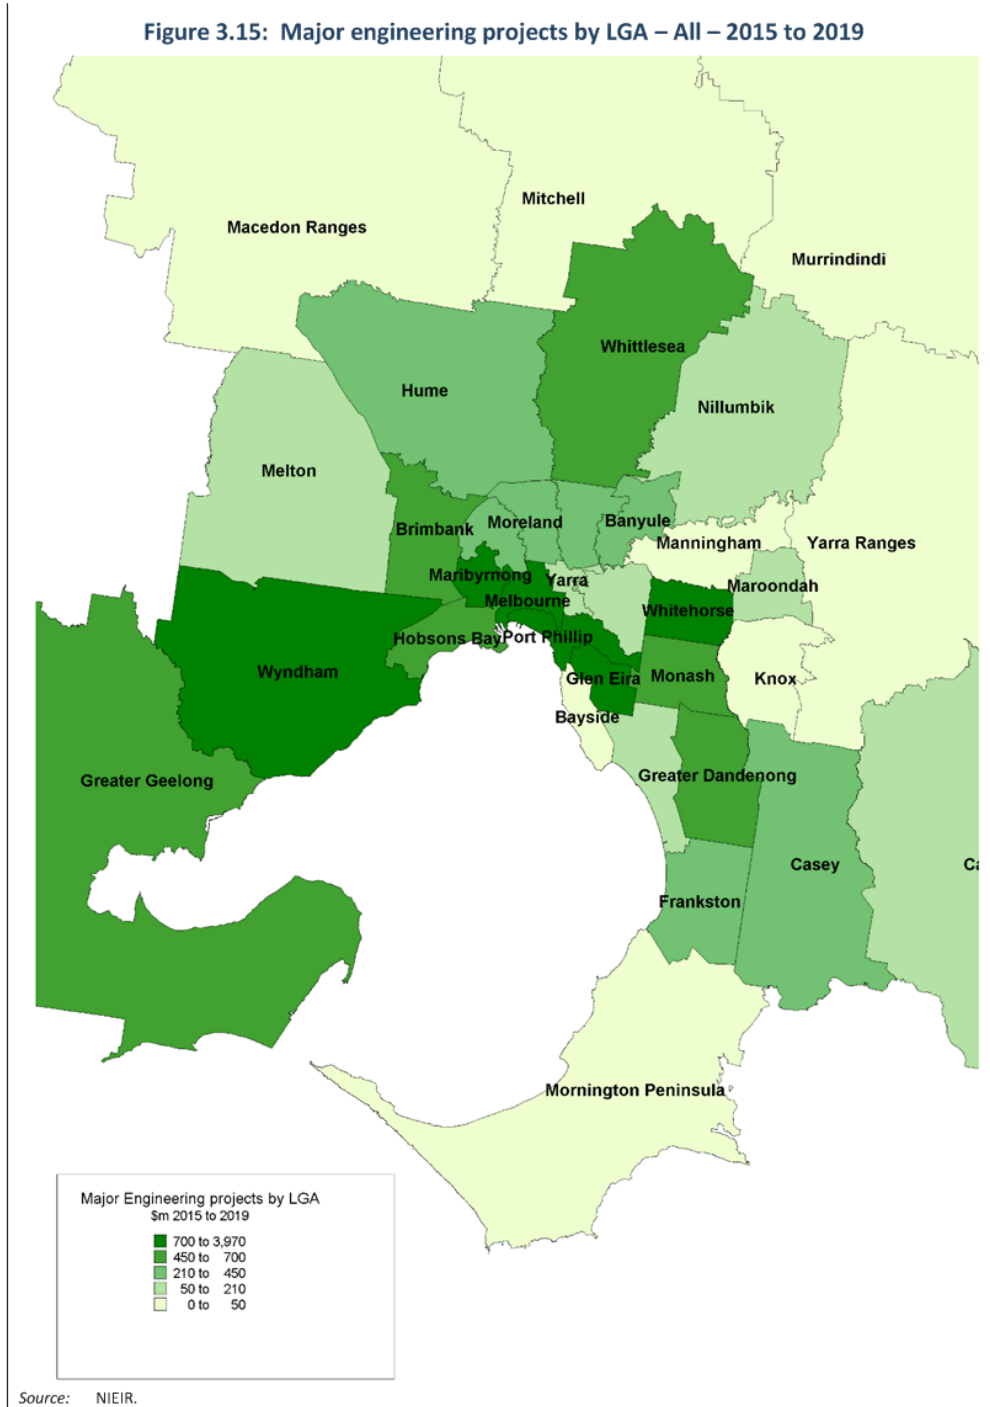 Figure 3.15: Major engineering projects by LGA – All – 2015 to 2019
Mitchell
Macedon Ranges
Murrindindi
Whittlesea
Hume
Nillumbik
Melton
Moreland
Banyule
Brimbank
Manningham
Yarra Ranges
Maribyrnong
Yarra
Maroondah
Melbourne
Whitehorse
Hobsons Bay
Port Phillip
Wyndham
Glen Eira
Monash
Knox
Bayside
Greater Geelong
Greater Dandenong
Casey
Ca
Frankston
Mornington Peninsula
Major Engineering projects by LGA
$m 2015 to 2019
700 to 3,970
450 to 700
210 to 450
50 to 210
0 to 50
Source: NIEIR.